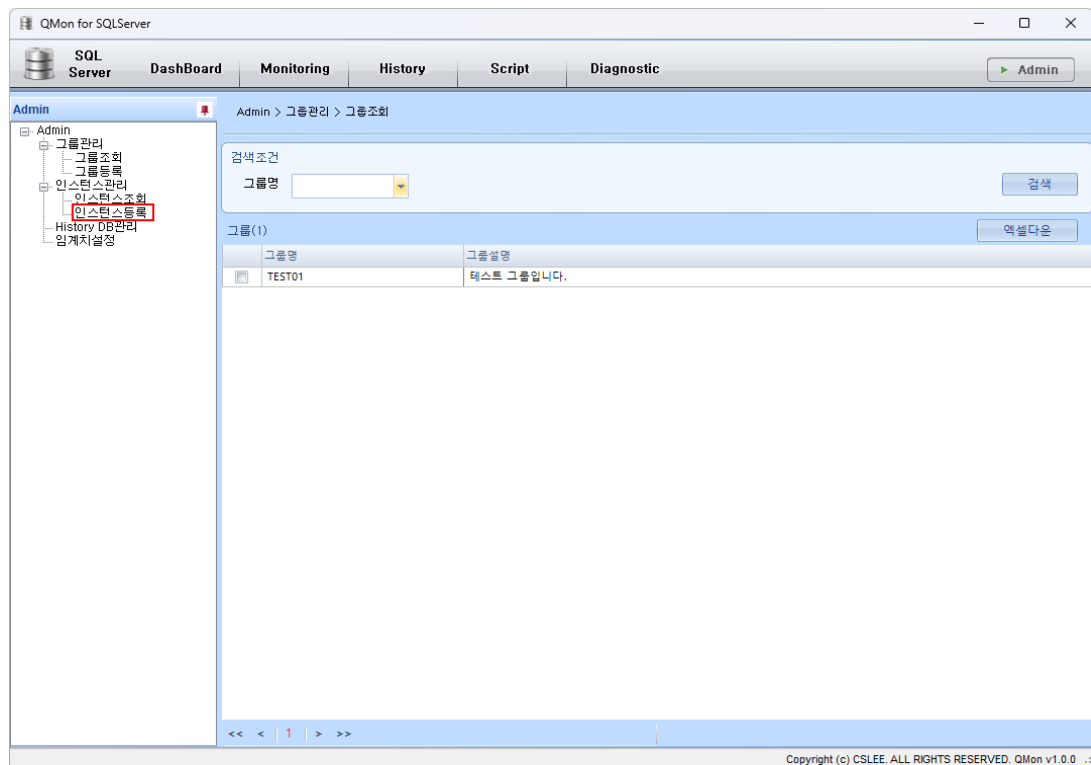 QMon for SQLServer
SQL Server DashBoard Monitoring History Script Diagnostic Admin
Admin
Admin
그룹관리
그룹조회
그룹등록
인스턴스관리
인스턴스조회
인스턴스등록
History DB관리
임계치설정
Admin > 그룹관리 > 그룹조회
검색조건
그룹명 검색
그룹(1) 엑셀다운
그룹명 그룹설명
TEST01 테스트 그룹입니다.
<< < 1 > >>
Copyright (c) CSLEE. ALL RIGHTS RESERVED. QMon v1.0.0